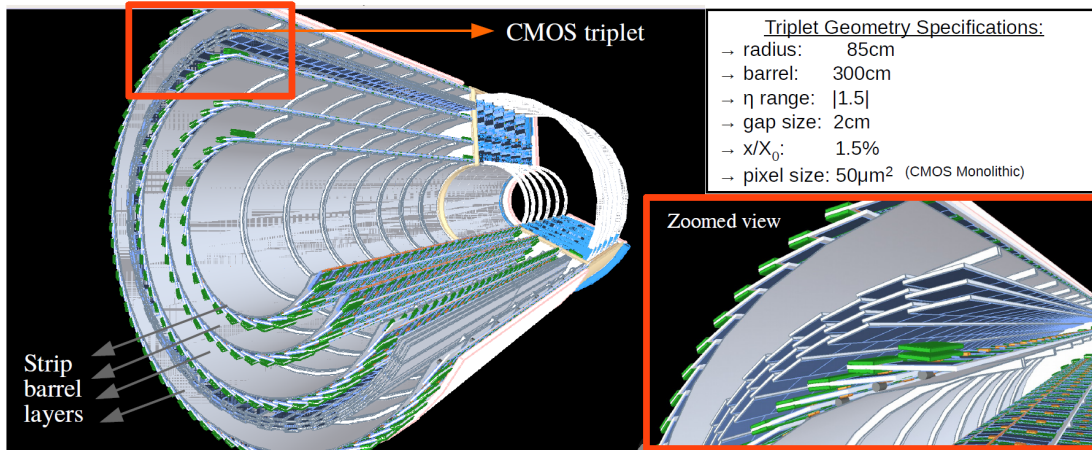 CMOS triplet
Triplet Geometry Specifications:
→ radius: 85cm
→ barrel: 300cm
→ η range: |1.5|
→ gap size: 2cm
→ x/X₀: 1.5%
→ pixel size: 50μm² (CMOS Monolithic)
Zoomed view
Strip
barrel
layers